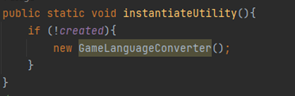 public static void instantiateUtility(){
    if (!created){
        new GameLanguageConverter();
    }
}